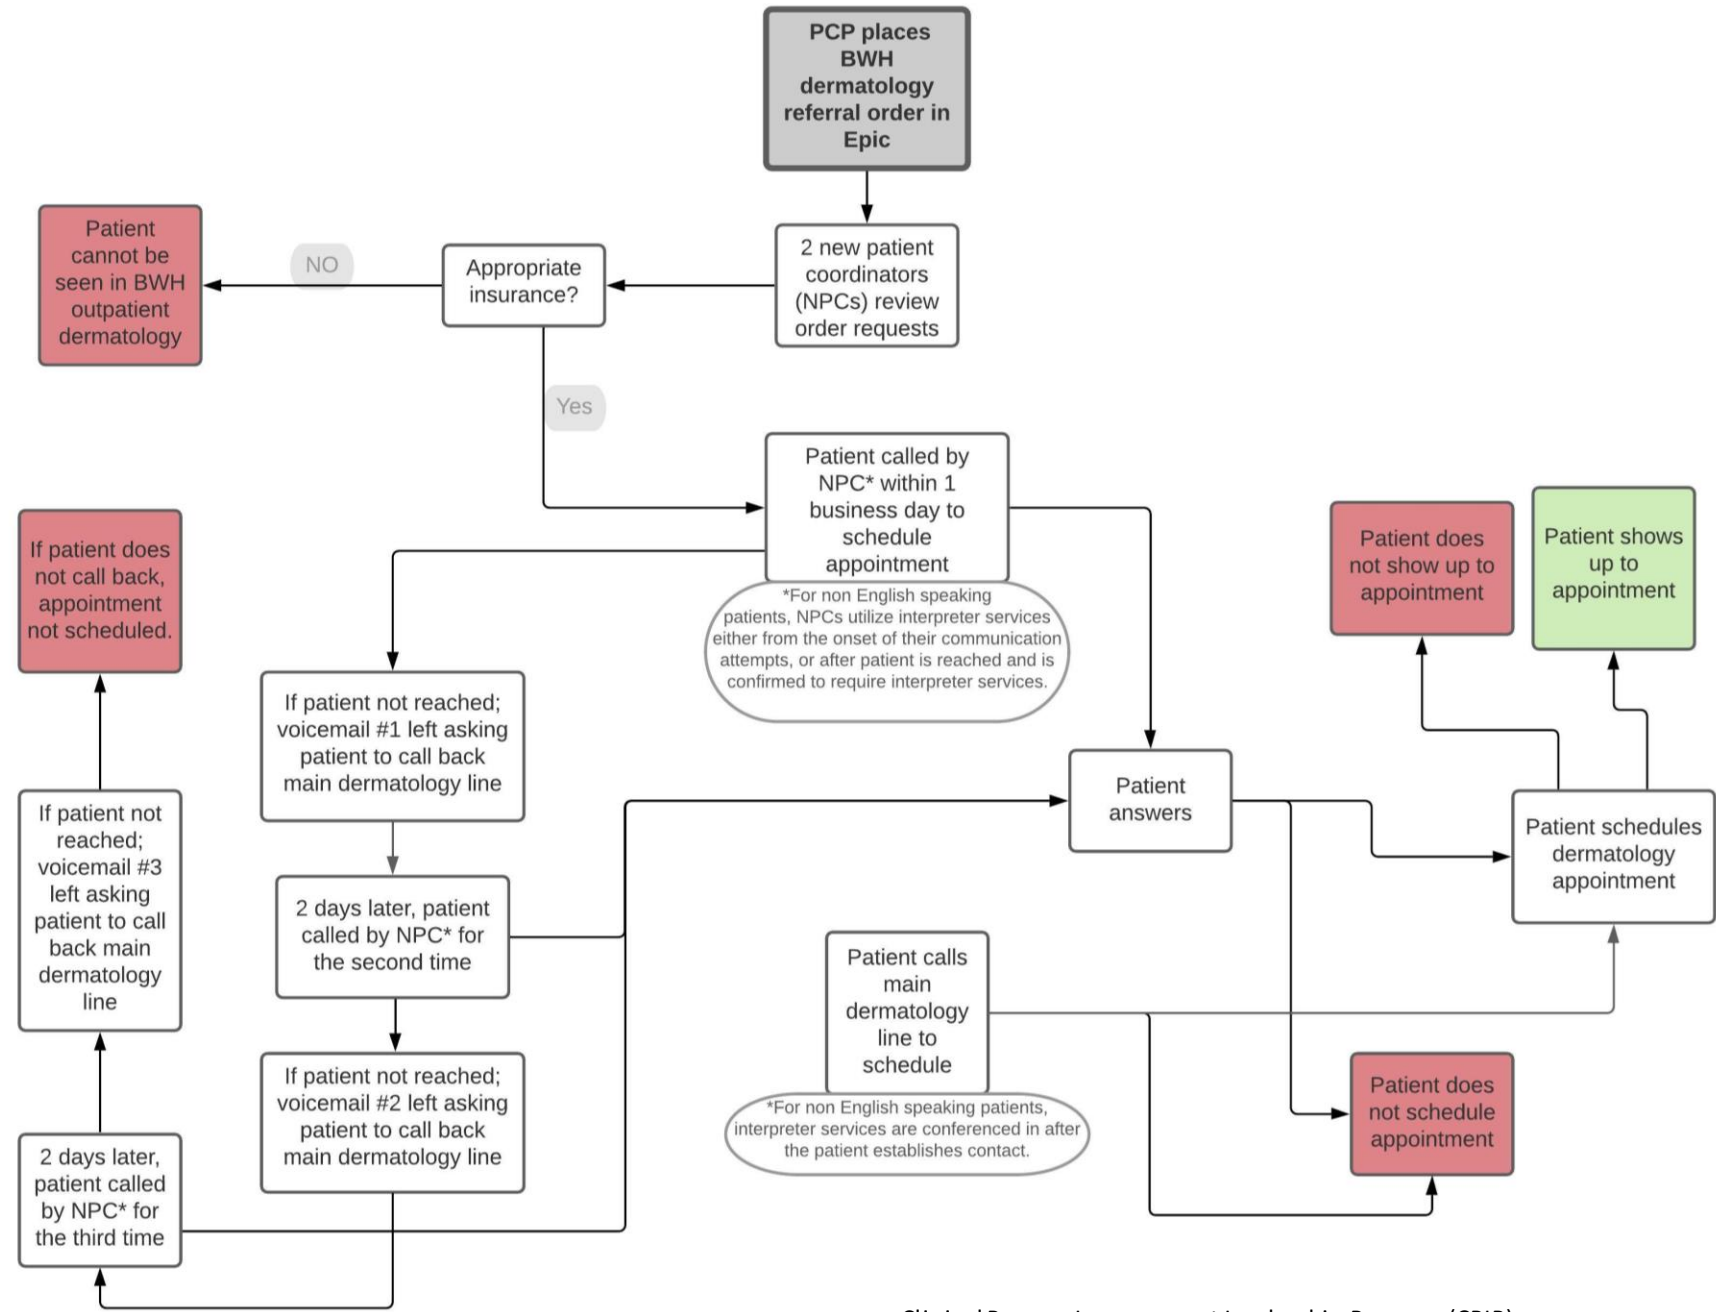 PCP places
BWH
dermatology
referral order in
Epic
2 new patient
coordinators
(NPCs) review
order requests
Appropriate
insurance?
NO
Patient
cannot be
seen in BWH
outpatient
dermatology
Yes
Patient called by
NPC* within 1
business day to
schedule
appointment
*For non English speaking
patients, NPCs utilize interpreter services
either from the onset of their communication
attempts, or after patient is reached and is
confirmed to require interpreter services.
If patient not reached;
voicemail #1 left asking
patient to call back
main dermatology line
2 days later, patient
called by NPC* for
the second time
If patient not reached;
voicemail #2 left asking
patient to call back
main dermatology line
2 days later,
patient called
by NPC* for
the third time
If patient not
reached;
voicemail #3
left asking
patient to call
back main
dermatology
line
If patient does
not call back,
appointment
not scheduled.
Patient
answers
Patient calls
main
dermatology
line to
schedule
*For non English speaking patients,
interpreter services are conferenced in after
the patient establishes contact.
Patient schedules
dermatology
appointment
Patient does
not show up to
appointment
Patient shows
up to
appointment
Patient does
not schedule
appointment